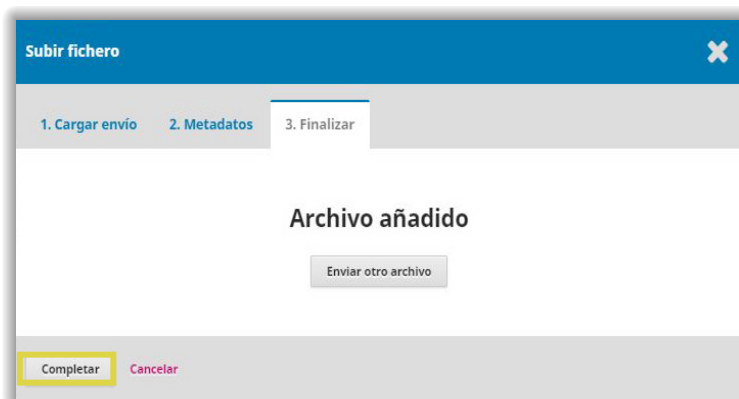 Subir fichero
1. Cargar envío 2. Metadatos 3. Finalizar
Archivo añadido
Enviar otro archivo
Completar Cancelar